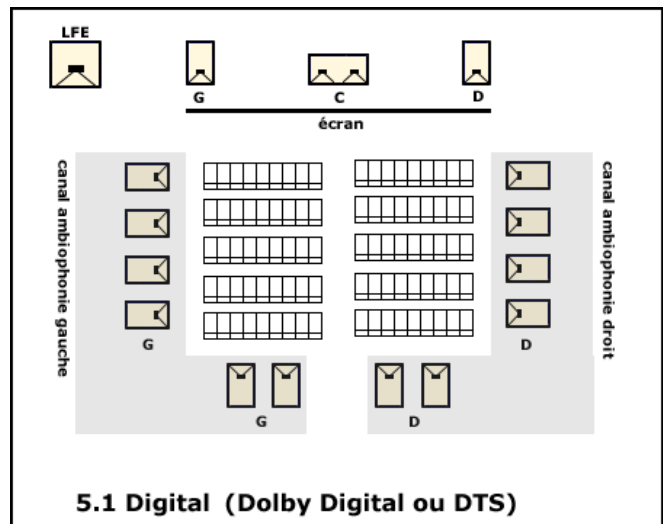 LFE
G
C
D
écran
canal ambiophonie gauche
canal ambiophonie droit
G
D
G
D
5.1 Digital (Dolby Digital ou DTS)